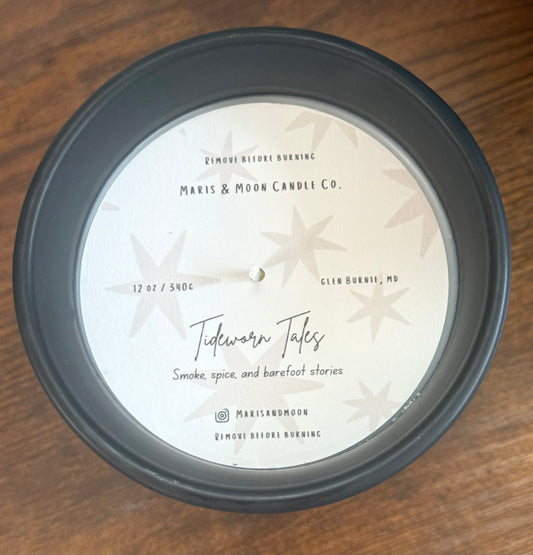 REMOVE BEFORE BURNING
MARIS & MOON CANDLE CO.
12 OZ / 340G
GLEN BURNIE, MD
Tideworn Tales
Smoke, spice, and barefoot stories
MARISANDMOON
REMOVE BEFORE BURNING